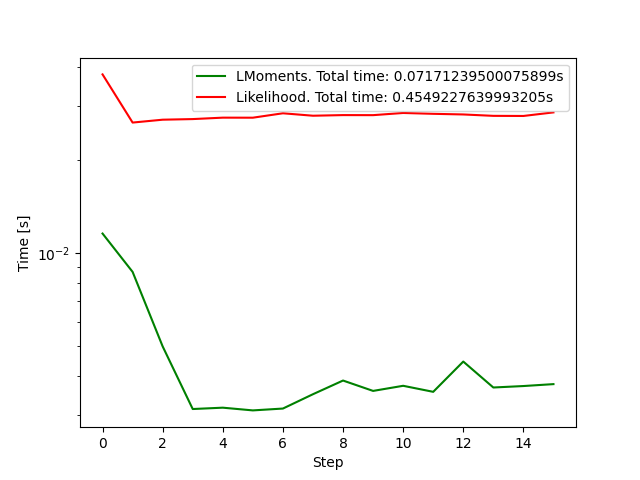 LMoments. Total time: 0.07171239500075899s
Likelihood. Total time: 0.4549227639993205s
Time [s]
10⁻²
0 2 4 6 8 10 12 14
Step